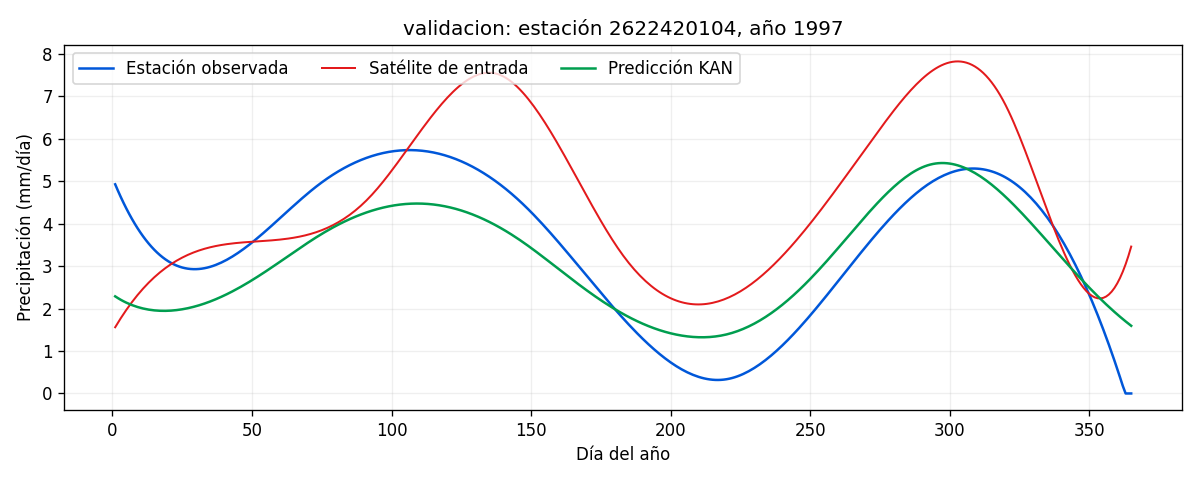 validacion: estación 2622420104, año 1997
Estación observada Satélite de entrada Predicción KAN
Precipitación (mm/día)
8
7
6
5
4
3
2
1
0
0 50 100 150 200 250 300 350
Día del año